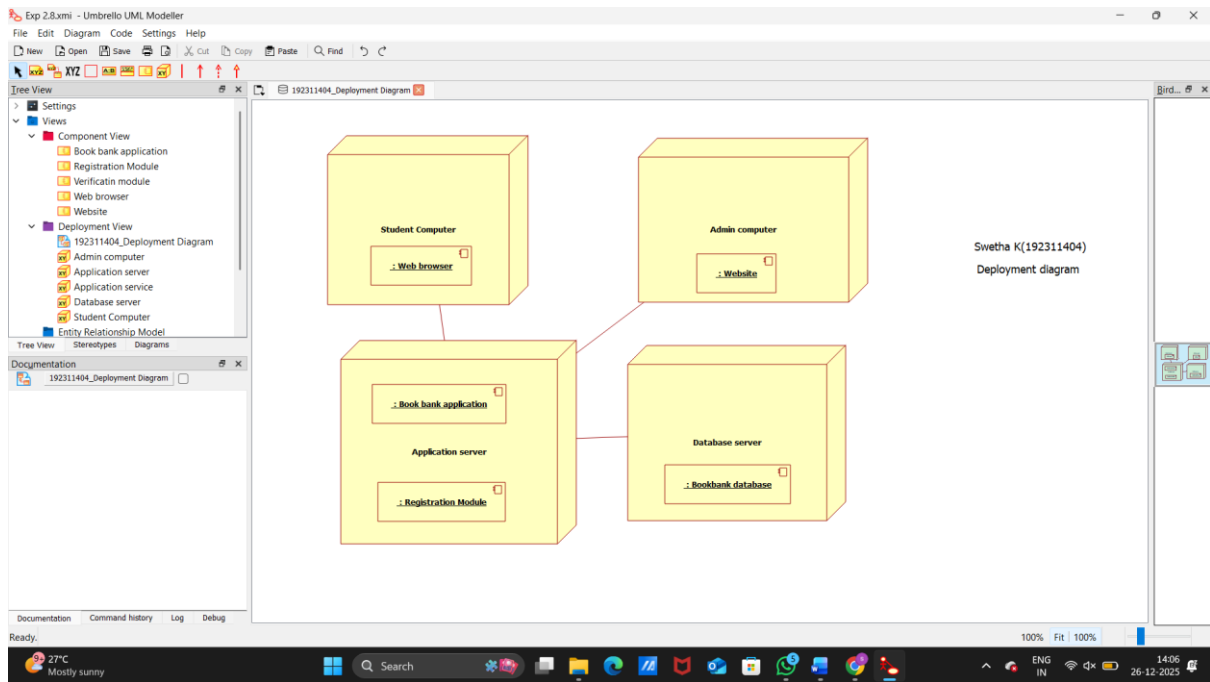 Exp 2.8.xmi - Umbrello UML Modeller
File Edit Diagram Code Settings Help
New Open Save Cut Copy Paste Find
XYZ
Tree View
Settings
Views
Component View
Book bank application
Registration Module
Verificatin module
Web browser
Website
Deployment View
192311404_Deployment Diagram
Admin computer
Application server
Application service
Database server
Student Computer
Entity Relationship Model
Tree View Stereotypes Diagrams
Documentation
192311404_Deployment Diagram
Documentation Command history Log Debug
192311404_Deployment Diagram
Student Computer
: Web browser
Admin computer
: Website
: Book bank application
Application server
: Registration Module
Database server
: Bookbank database
Swetha K(192311404)
Deployment diagram
Bird...
Ready.
100% Fit 100%
9+
27°C
Mostly sunny
Search
ENG
IN
14:06
26-12-2025